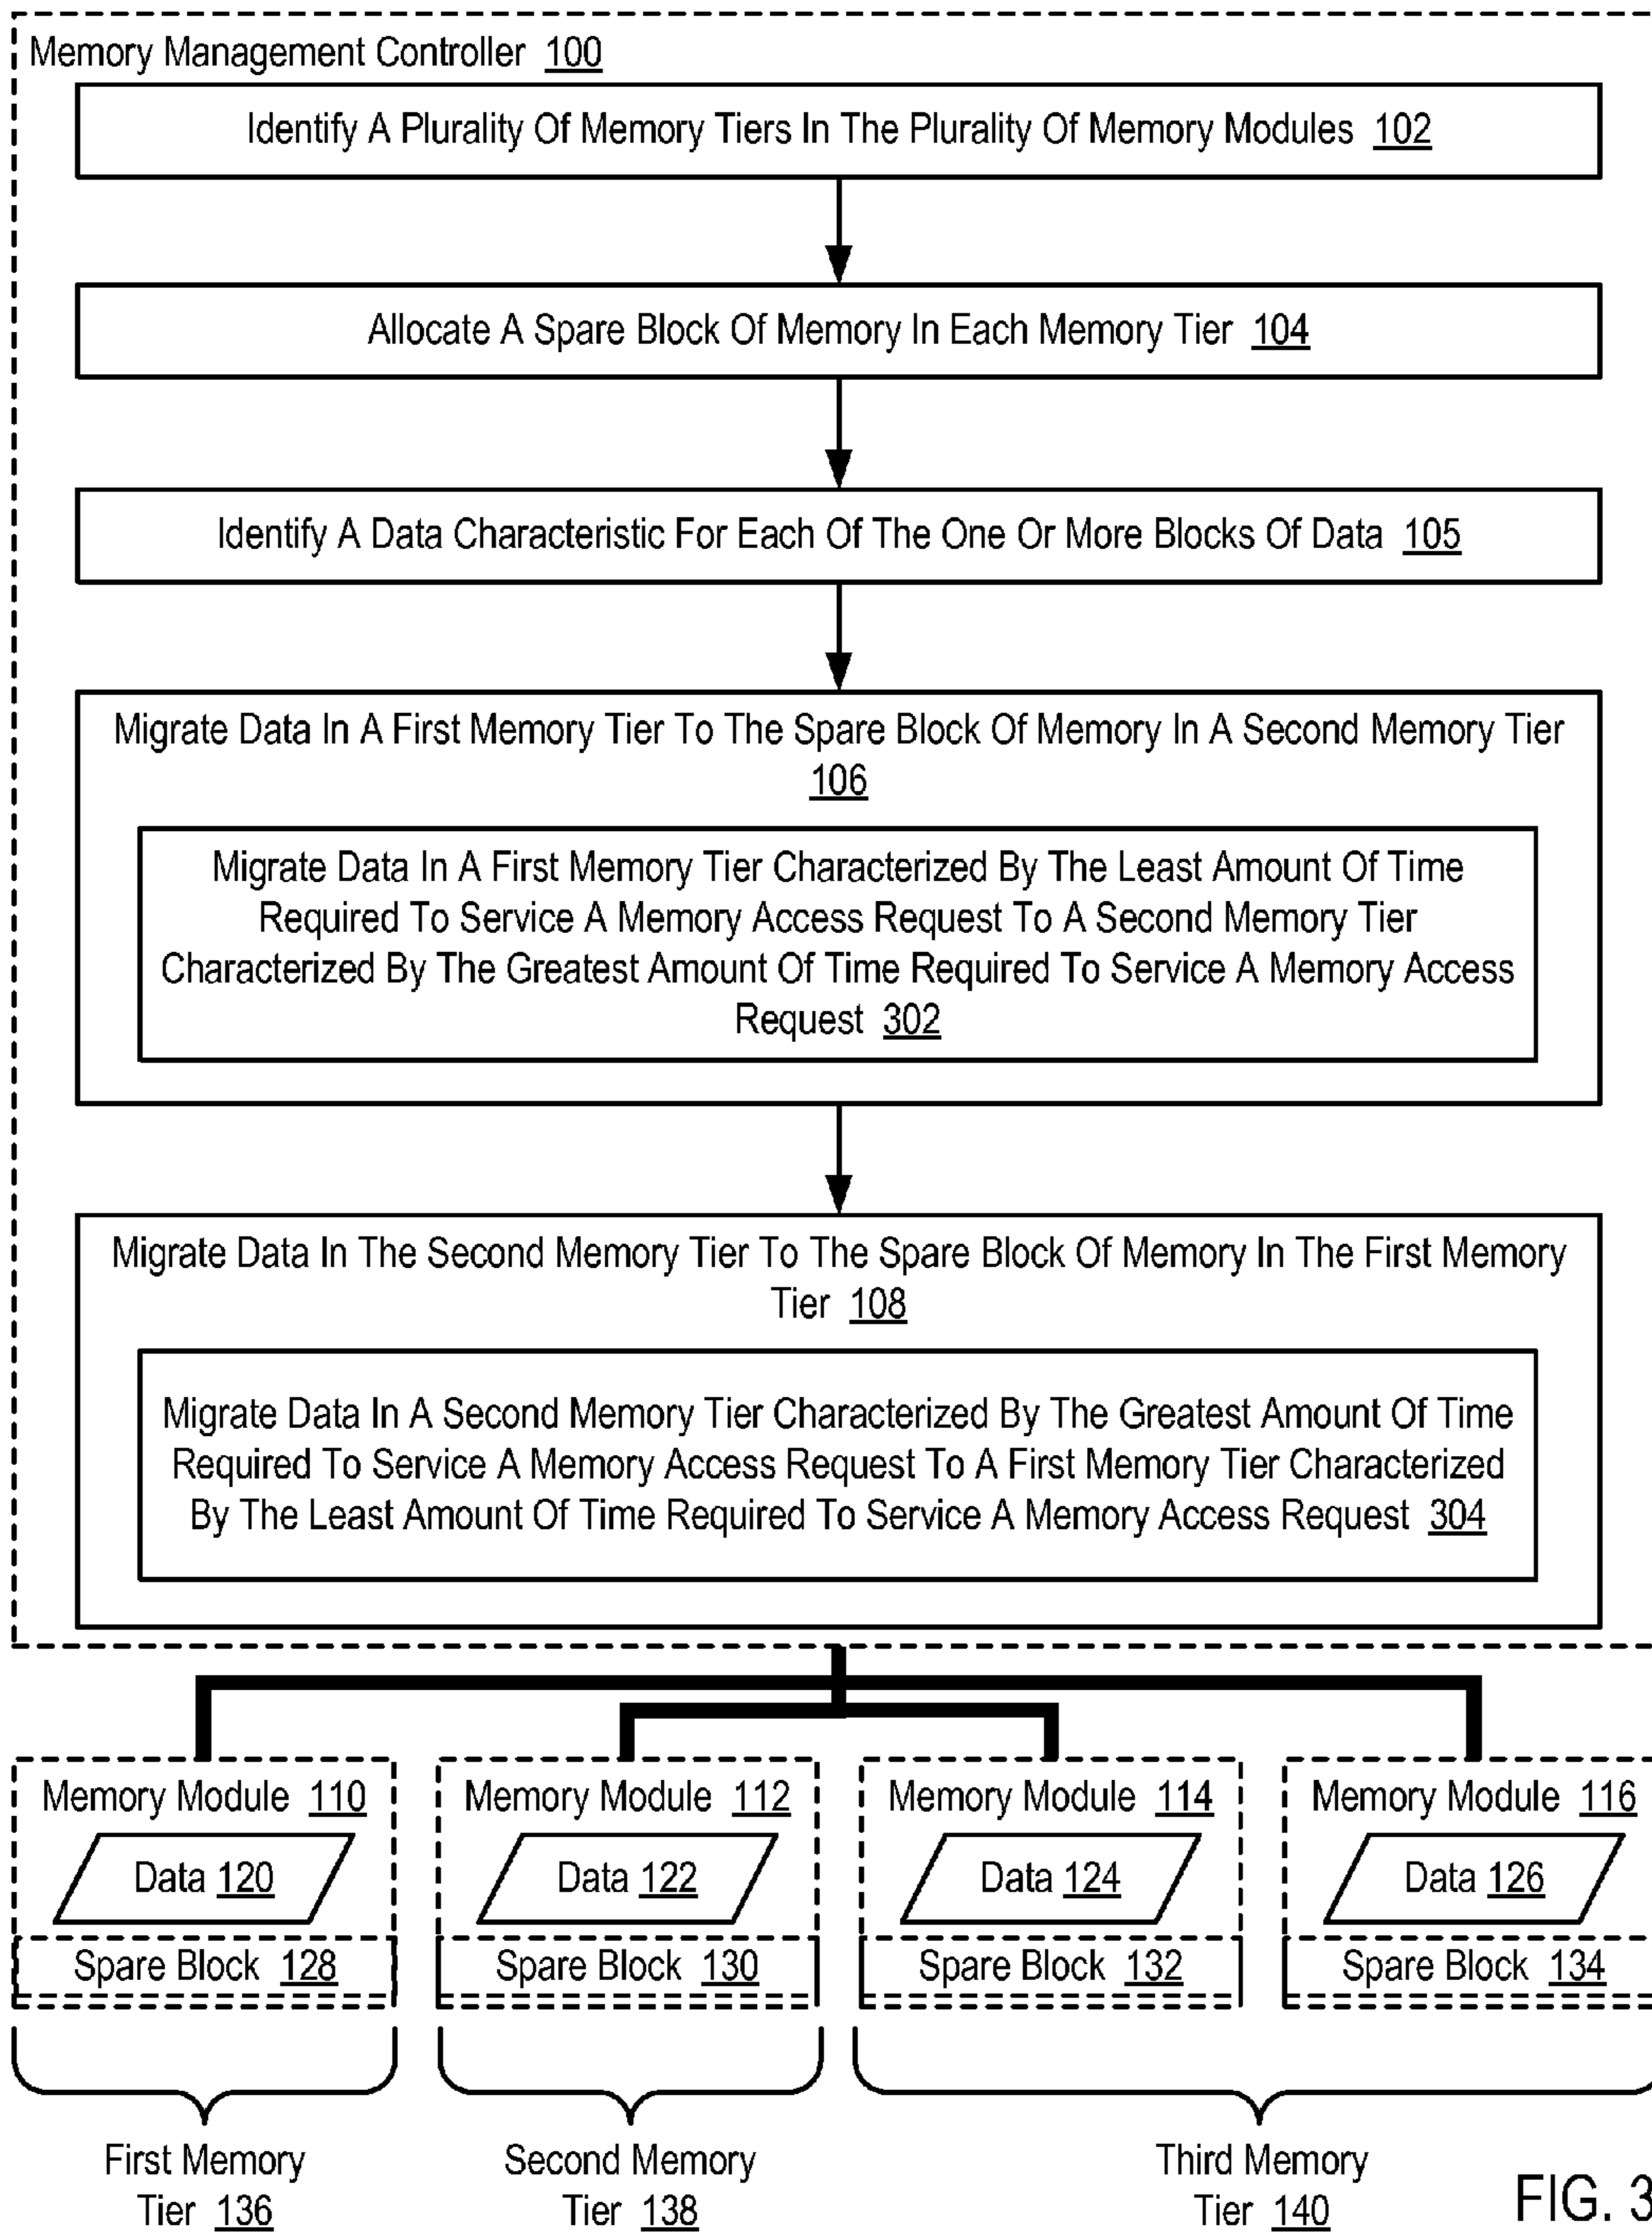 Memory Management Controller 100
Identify A Plurality Of Memory Tiers In The Plurality Of Memory Modules 102
Allocate A Spare Block Of Memory In Each Memory Tier 104
Identify A Data Characteristic For Each Of The One Or More Blocks Of Data 105
Migrate Data In A First Memory Tier To The Spare Block Of Memory In A Second Memory Tier
106
Migrate Data In A First Memory Tier Characterized By The Least Amount Of Time
Required To Service A Memory Access Request To A Second Memory Tier
Characterized By The Greatest Amount Of Time Required To Service A Memory Access
Request 302
Migrate Data In The Second Memory Tier To The Spare Block Of Memory In The First Memory
Tier 108
Migrate Data In A Second Memory Tier Characterized By The Greatest Amount Of Time
Required To Service A Memory Access Request To A First Memory Tier Characterized
By The Least Amount Of Time Required To Service A Memory Access Request 304
Memory Module 110
Data 120
Spare Block 128
Memory Module 112
Data 122
Spare Block 130
Memory Module 114
Data 124
Spare Block 132
Memory Module 116
Data 126
Spare Block 134
First Memory
Tier 136
Second Memory
Tier 138
Third Memory
Tier 140
FIG. 3